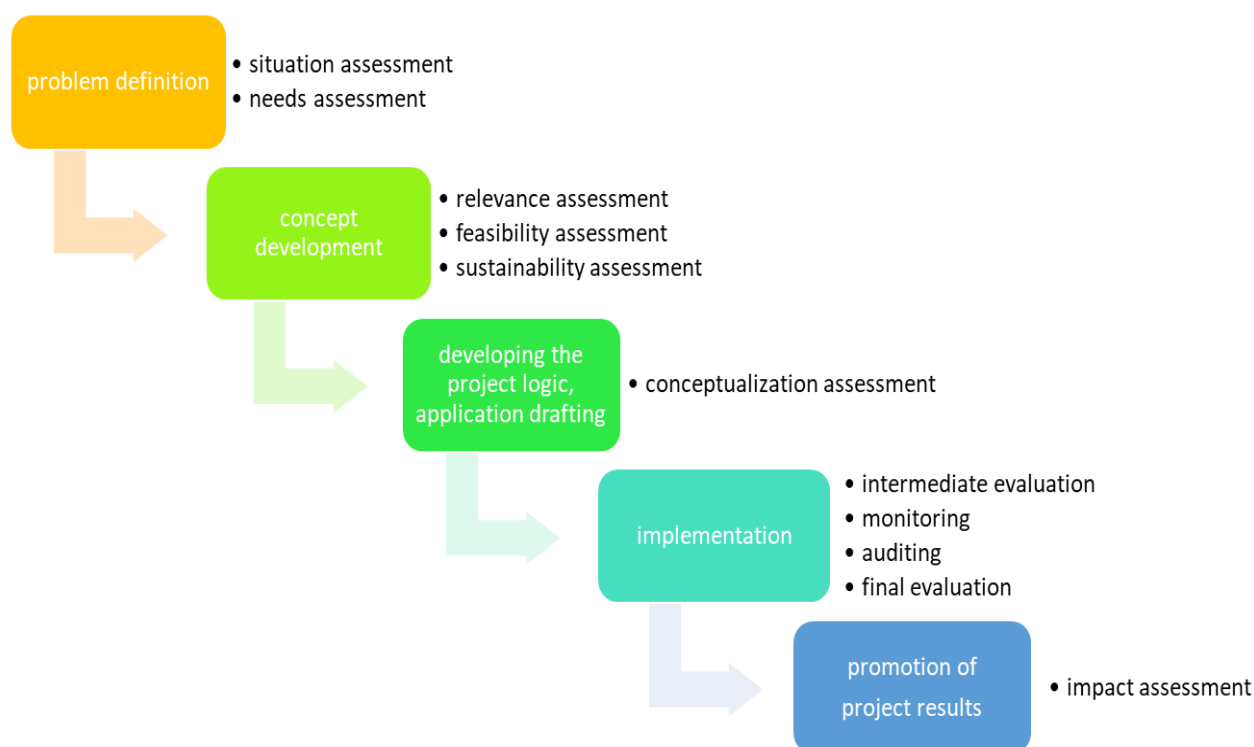 problem definition
• situation assessment
• needs assessment
concept
development
• relevance assessment
• feasibility assessment
• sustainability assessment
developing the
project logic,
application drafting
• conceptualization assessment
implementation
• intermediate evaluation
• monitoring
• auditing
• final evaluation
promotion of
project results
• impact assessment